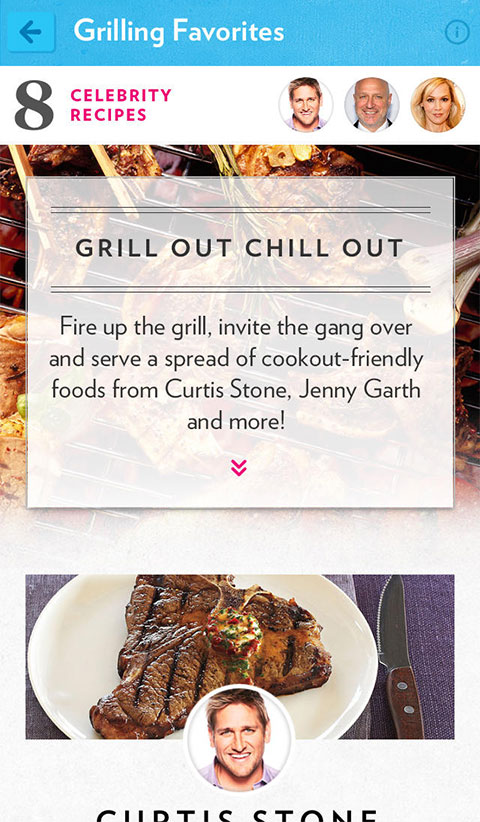 Grilling Favorites
8 CELEBRITY
RECIPES
GRILL OUT CHILL OUT
Fire up the grill, invite the gang over
and serve a spread of cookout-friendly
foods from Curtis Stone, Jenny Garth
and more!
CURTIS STONE